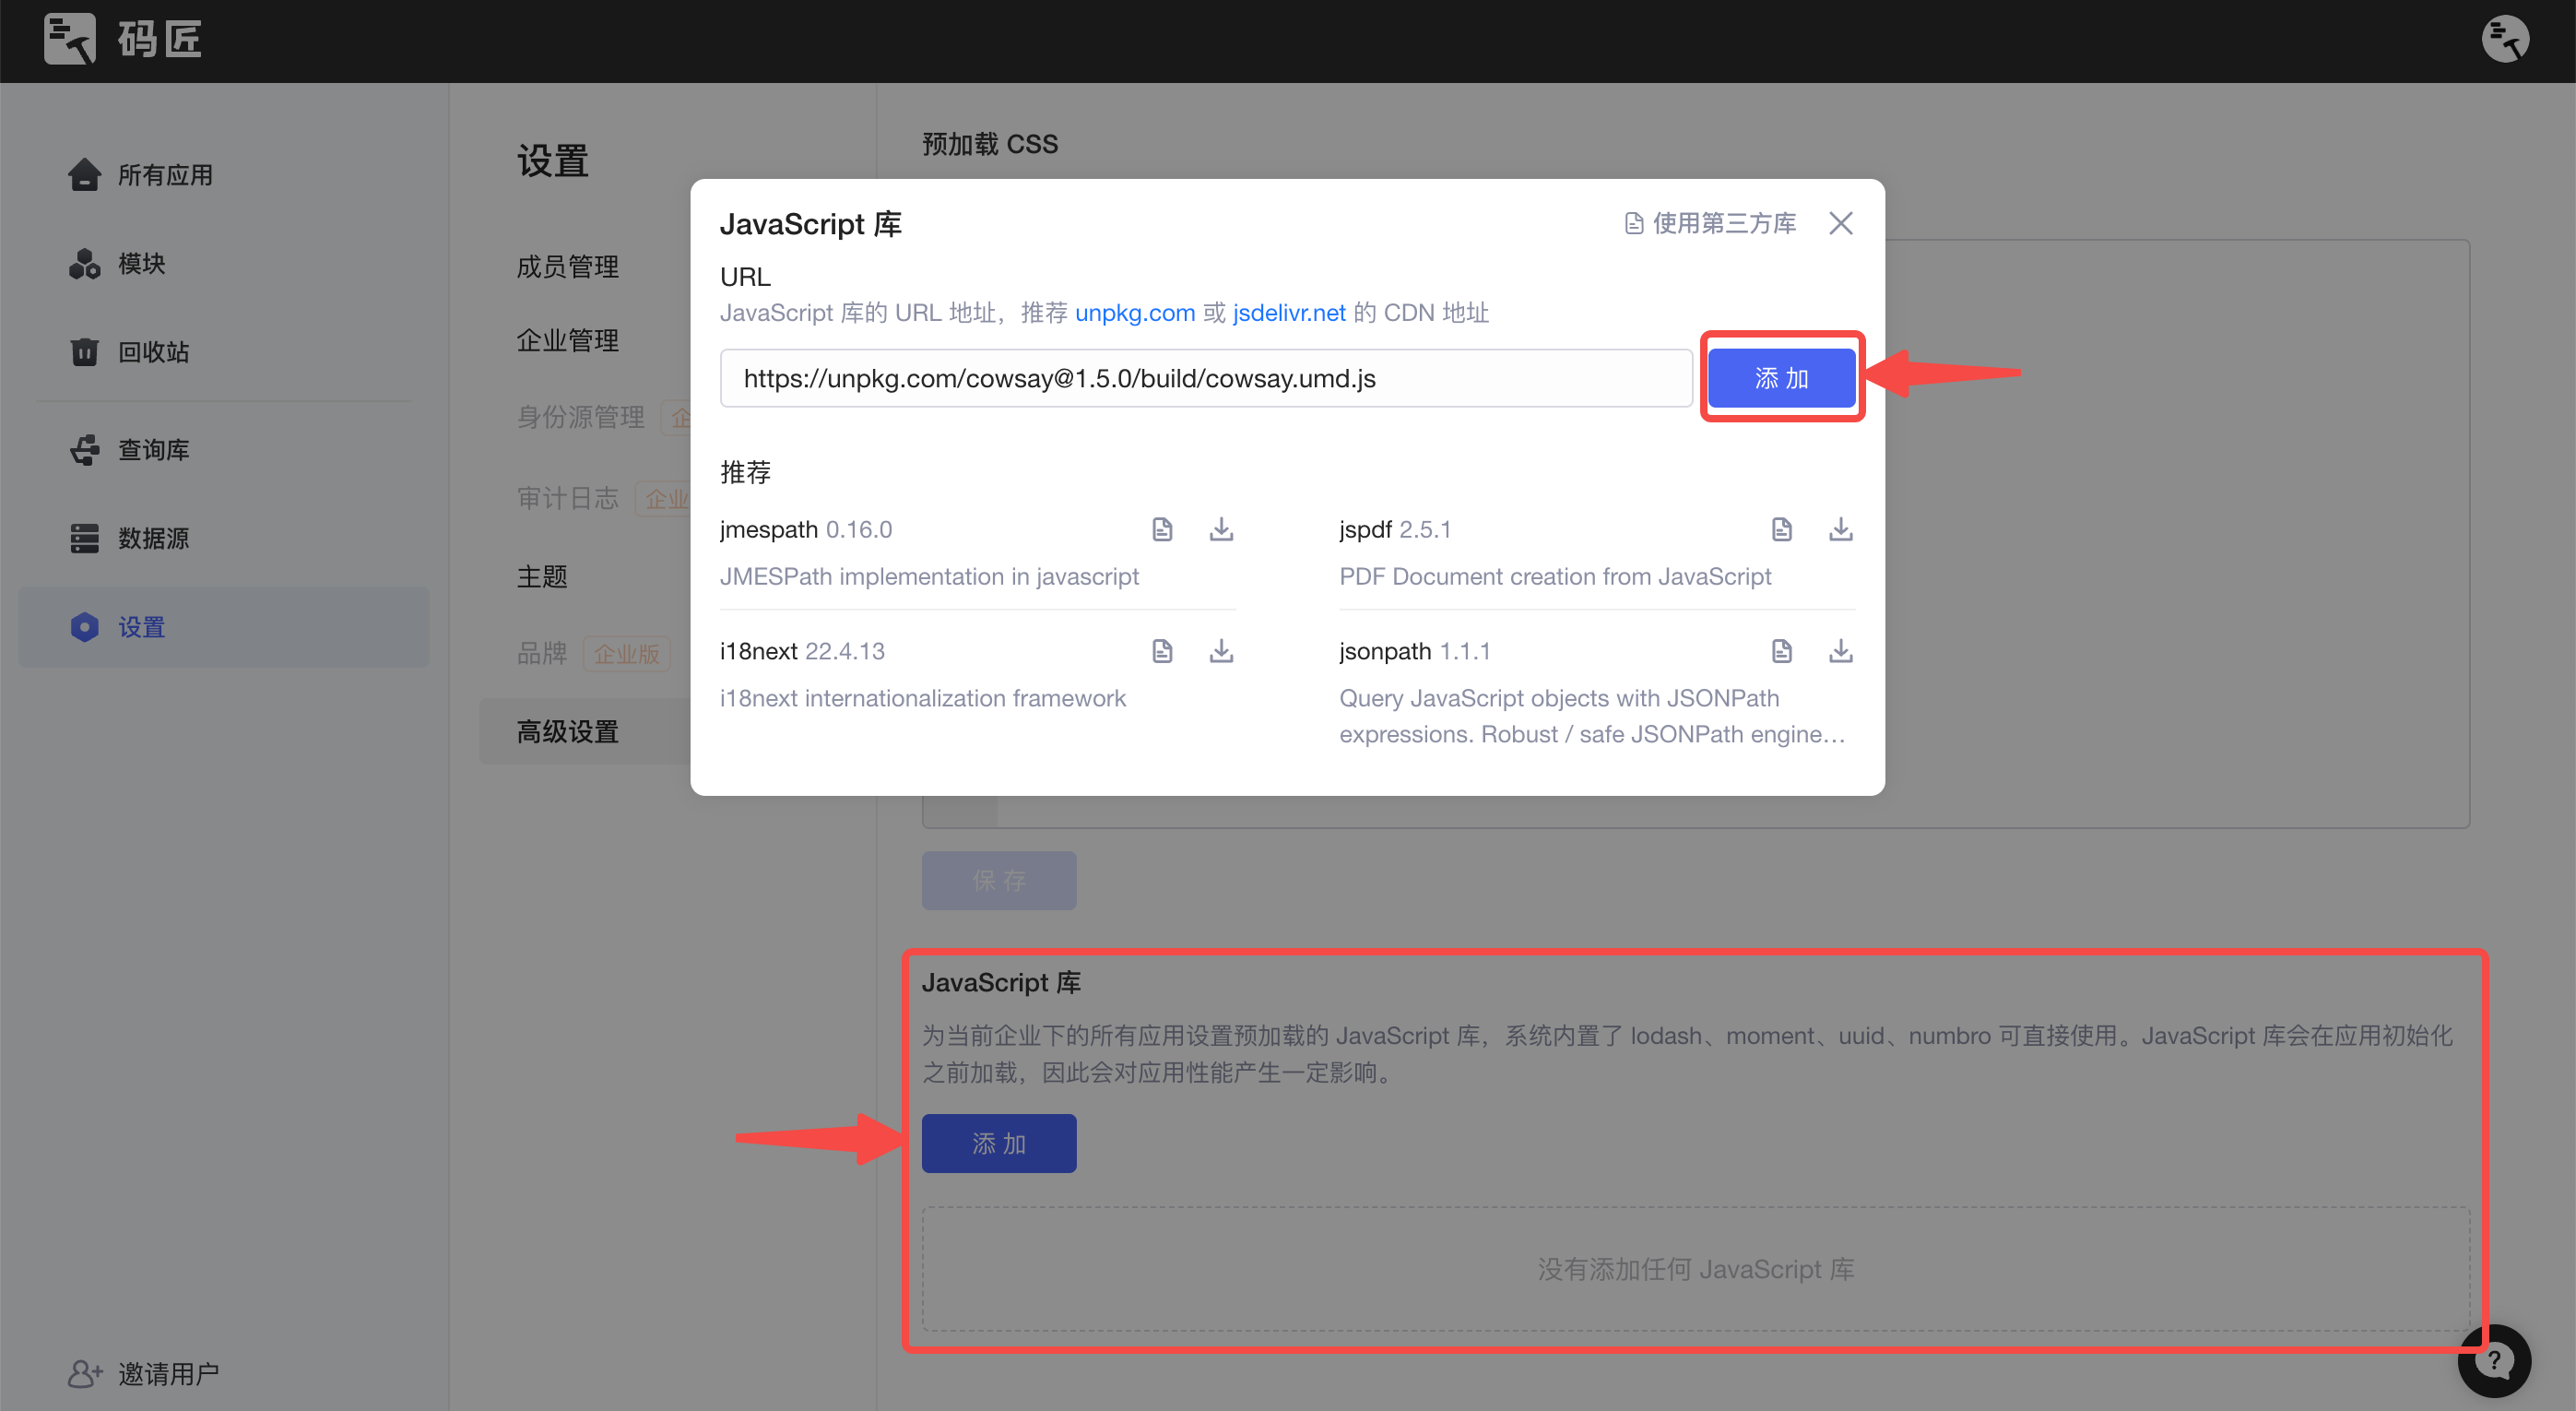 码匠
所有应用
模块
回收站
查询库
数据源
设置
邀请用户
设置
成员管理
企业管理
身份源管理 企
审计日志 企业
主题
品牌 企业版
高级设置
预加载 CSS
JavaScript 库
使用第三方库
URL
JavaScript 库的 URL 地址，推荐 unpkg.com 或 jsdelivr.net 的 CDN 地址
https://unpkg.com/cowsay@1.5.0/build/cowsay.umd.js
添 加
推荐
jmespath 0.16.0
JMESPath implementation in javascript
jspdf 2.5.1
PDF Document creation from JavaScript
i18next 22.4.13
i18next internationalization framework
jsonpath 1.1.1
Query JavaScript objects with JSONPath
expressions. Robust / safe JSONPath engine…
保 存
JavaScript 库
为当前企业下的所有应用设置预加载的 JavaScript 库，系统内置了 lodash、moment、uuid、numbro 可直接使用。JavaScript 库会在应用初始化
之前加载，因此会对应用性能产生一定影响。
添 加
没有添加任何 JavaScript 库